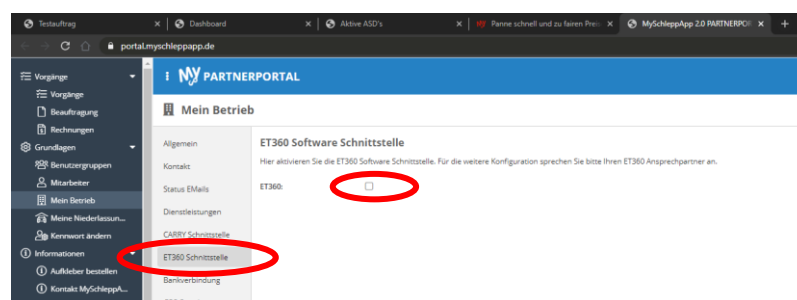 Testauftrag
Dashboard
Aktive ASD's
Panne schnell und zu fairen Prei
MySchleppApp 2.0 PARTNERPO
portal.myschleppapp.de
Vorgänge
Vorgänge
Beauftragung
Rechnungen
Grundlagen
Benutzergruppen
Mitarbeiter
Mein Betrieb
Meine Niederlassun...
Kennwort ändern
Informationen
Aufkleber bestellen
Kontakt MySchleppA...
MY PARTNERPORTAL
Mein Betrieb
Allgemein
Kontakt
Status EMails
Dienstleistungen
CARRY Schnittstelle
ET360 Schnittstelle
Bankverbindung
ET360 Software Schnittstelle
Hier aktivieren Sie die ET360 Software Schnittstelle. Für die weitere Konfiguration sprechen Sie bitte Ihren ET360 Ansprechpartner an.
ET360: